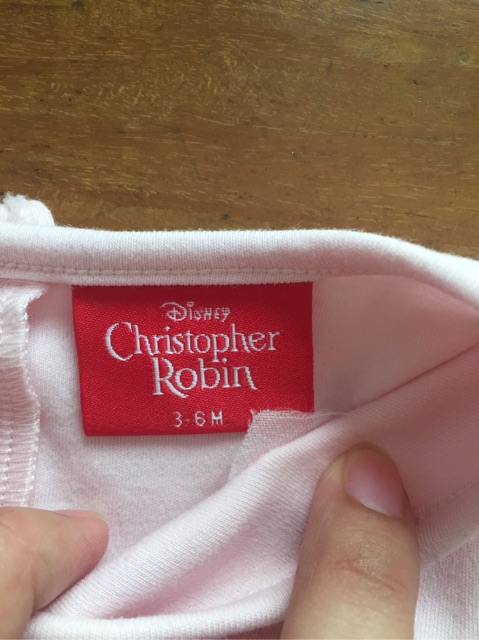 Disney
Christopher
Robin
3-6M